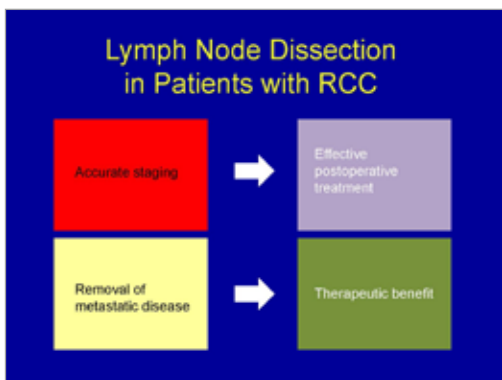 Lymph Node Dissection
in Patients with RCC
Accurate staging
Effective
postoperative
treatment
Removal of
metastatic disease
Therapeutic benefit